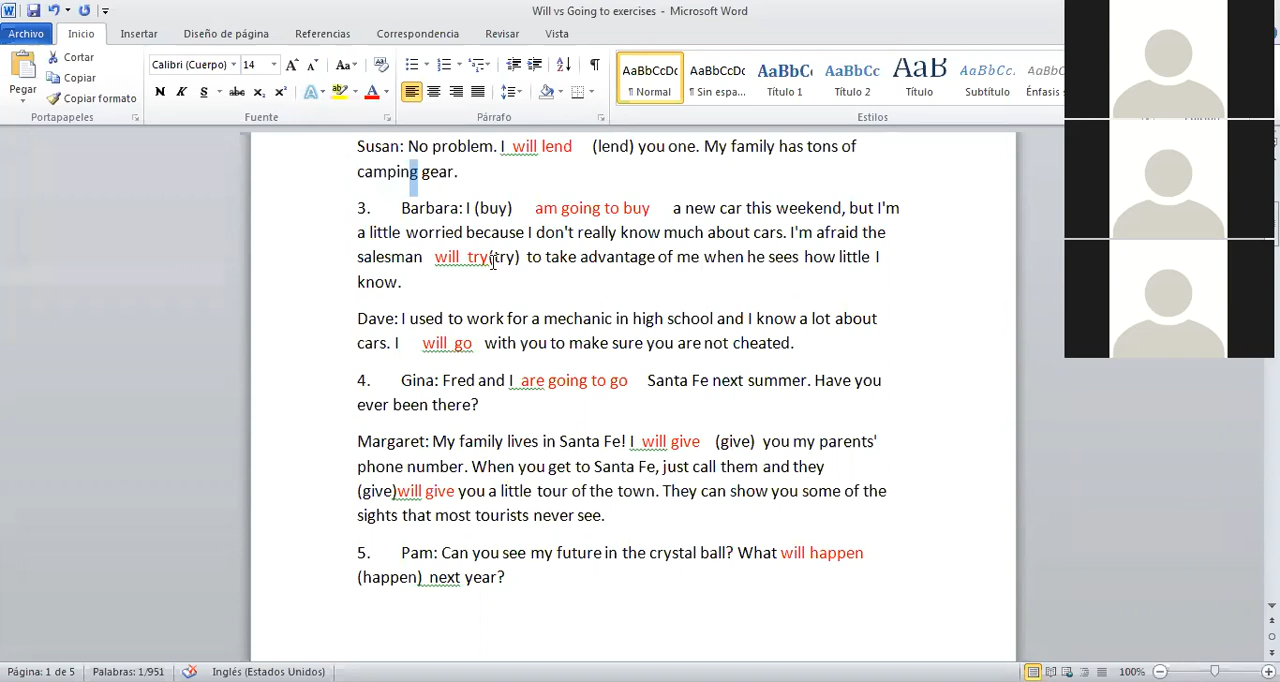 Will vs Going to exercises - Microsoft Word
Archivo Inicio Insertar Diseño de página Referencias Correspondencia Revisar Vista
Pegar
Cortar
Copiar
Copiar formato
Portapapeles
Calibri (Cuerpo) 14
N K S abc x₂ x²
Fuente
Párrafo
AaBbCcDc AaBbCcDc AaBbC AaBbCc AaB AaBbCc. AaBbC
¶ Normal ¶ Sin espa... Título 1 Título 2 Título Subtítulo Énfasis
Estilos
Susan: No problem. I will lend (lend) you one. My family has tons of
camping gear.
3. Barbara: I (buy) am going to buy a new car this weekend, but I'm
a little worried because I don't really know much about cars. I'm afraid the
salesman will try(try) to take advantage of me when he sees how little I
know.
Dave: I used to work for a mechanic in high school and I know a lot about
cars. I will go with you to make sure you are not cheated.
4. Gina: Fred and I are going to go Santa Fe next summer. Have you
ever been there?
Margaret: My family lives in Santa Fe! I will give (give) you my parents'
phone number. When you get to Santa Fe, just call them and they
(give)will give you a little tour of the town. They can show you some of the
sights that most tourists never see.
5. Pam: Can you see my future in the crystal ball? What will happen
(happen) next year?
Página: 1 de 5 Palabras: 1/951 Inglés (Estados Unidos) 100%